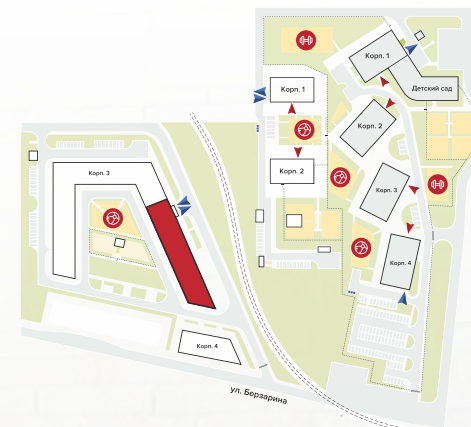 Корп. 1
Детский сад
Корп. 1
Корп. 2
Корп. 2
Корп. 3
Корп. 3
Корп. 4
Корп. 4
ул. Берзарина